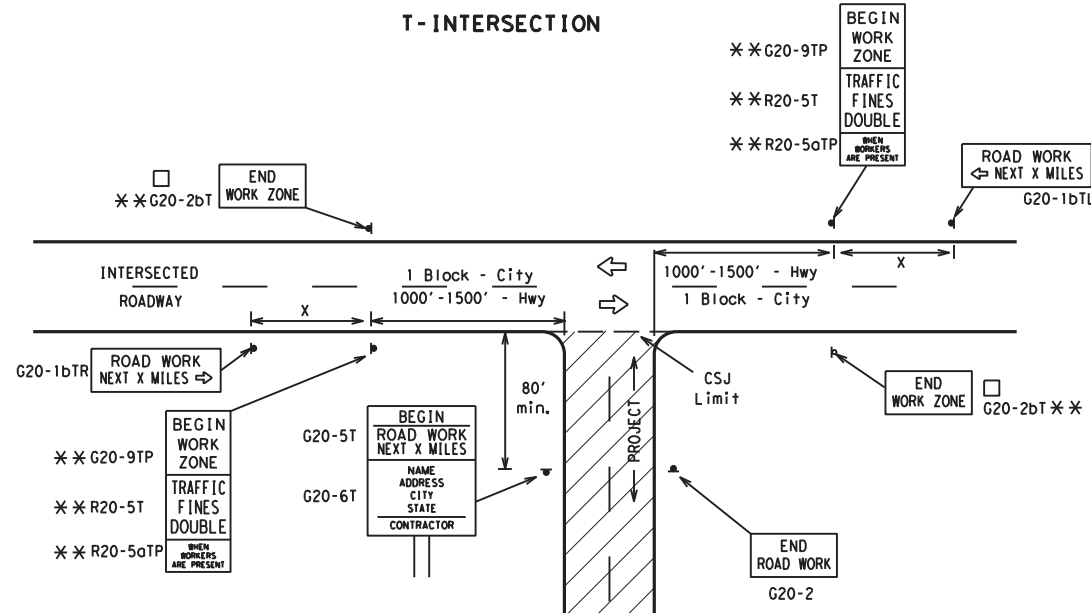 T-INTERSECTION
BEGIN
WORK
ZONE
**G20-9TP
TRAFFIC
FINES
DOUBLE
**R20-5T
WHEN
WORKERS
ARE PRESENT
**R20-5aTP
ROAD WORK
⇦ NEXT X MILES
G20-1bTL
END
WORK ZONE
□
**G20-2bT
INTERSECTED
ROADWAY
1 Block - City
1000'-1500' - Hwy
1000'-1500' - Hwy
1 Block - City
X
X
ROAD WORK
NEXT X MILES ⇨
G20-1bTR
80'
min.
CSJ
Limit
PROJECT
END
WORK ZONE
□
G20-2bT**
BEGIN
WORK
ZONE
**G20-9TP
TRAFFIC
FINES
DOUBLE
**R20-5T
WHEN
WORKERS
ARE PRESENT
**R20-5aTP
BEGIN
ROAD WORK
NEXT X MILES
G20-5T
NAME
ADDRESS
CITY
STATE
CONTRACTOR
G20-6T
END
ROAD WORK
G20-2